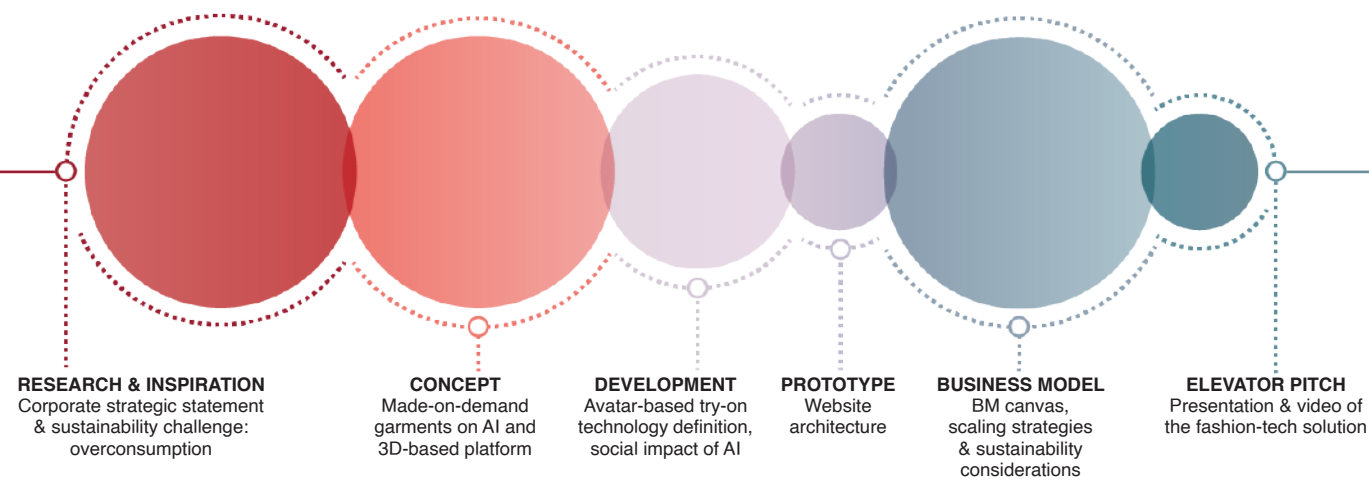 RESEARCH & INSPIRATION
Corporate strategic statement
& sustainability challenge:
overconsumption
CONCEPT
Made-on-demand
garments on AI and
3D-based platform
DEVELOPMENT
Avatar-based try-on
technology definition,
social impact of AI
PROTOTYPE
Website
architecture
BUSINESS MODEL
BM canvas,
scaling strategies
& sustainability
considerations
ELEVATOR PITCH
Presentation & video of
the fashion-tech solution